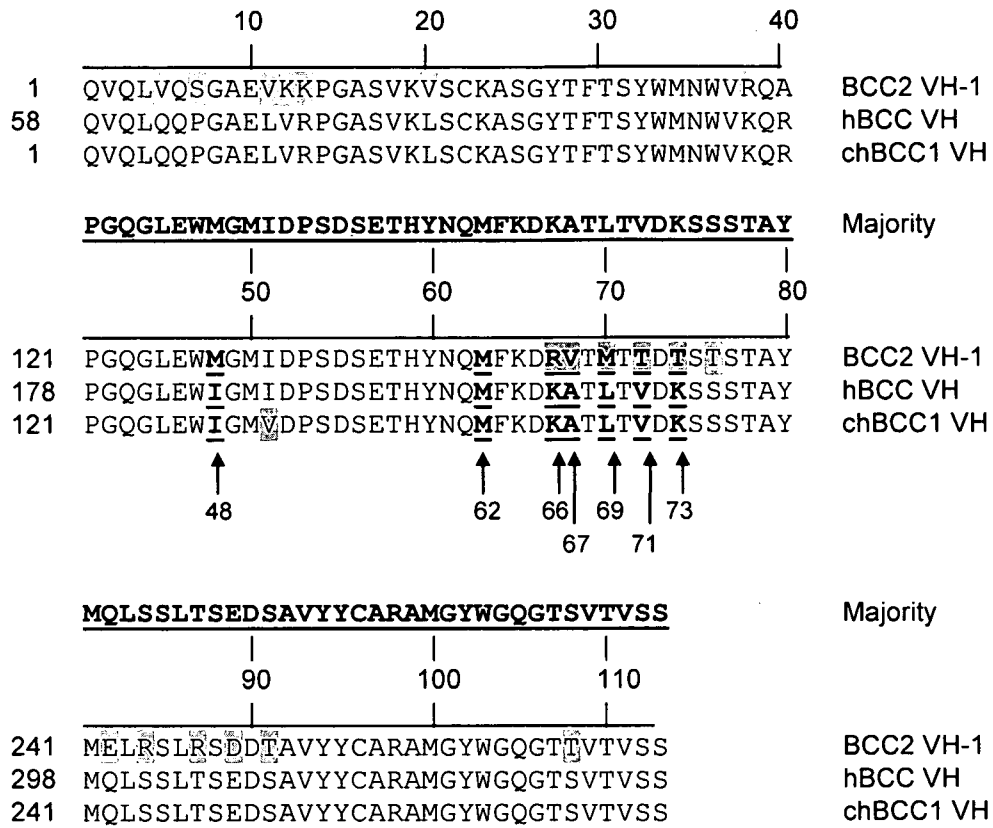 10 20 30 40
1 QVQLVQSGAEVKKPGASVKVSCKASGYTFTSYWMNWVRQA BCC2 VH-1
58 QVQLQQPGAELVRPGASVKLSCKASGYTFTSYWMNWVKQR hBCC VH
1 QVQLQQPGAELVRPGASVKLSCKASGYTFTSYWMNWVKQR chBCC1 VH
PGQGLEWMGMIDPSDSETHYNQMFKDKATLTVDKSSSTAY Majority
50 60 70 80
121 PGQGLEWMGMIDPSDSETHYNQMFKDRVTMTTDTSTSTAY BCC2 VH-1
178 PGQGLEWIGMIDPSDSETHYNQMFKDKATLTVDKSSSTAY hBCC VH
121 PGQGLEWIGMVDPSDSETHYNQMFKDKATLTVDKSSSTAY chBCC1 VH
48 62 66 69 73
67 71
MQLSSLTSEDSAVYYCARAMGYWGQGTSVTVSS Majority
90 100 110
241 MELRSLRSDDTAVYYCARAMGYWGQGTTVTVSS BCC2 VH-1
298 MQLSSLTSEDSAVYYCARAMGYWGQGTSVTVSS hBCC VH
241 MQLSSLTSEDSAVYYCARAMGYWGQGTSVTVSS chBCC1 VH